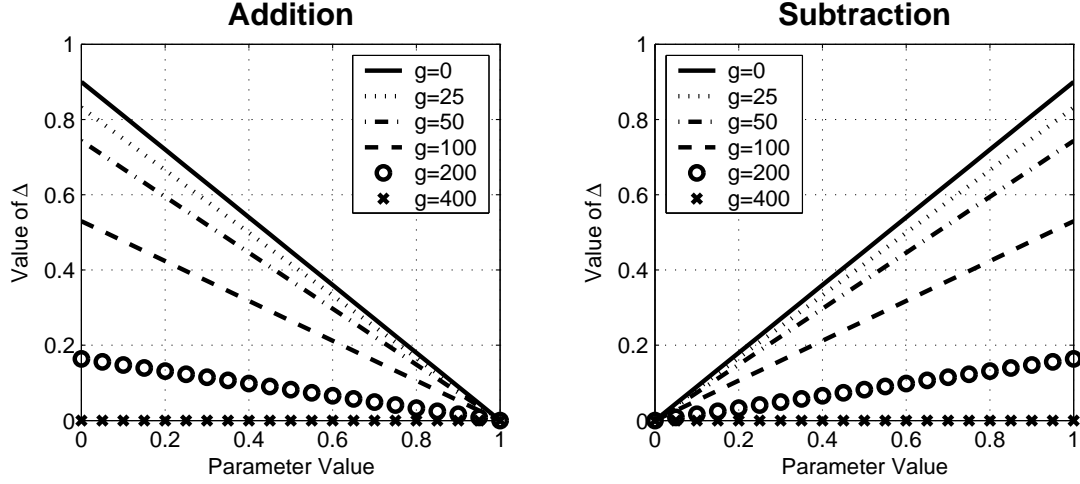 Addition
Value of Δ
1
0.8
0.6
0.4
0.2
0
0 0.2 0.4 0.6 0.8 1
Parameter Value
g=0
g=25
g=50
g=100
g=200
g=400
Subtraction
Value of Δ
1
0.8
0.6
0.4
0.2
0
0 0.2 0.4 0.6 0.8 1
Parameter Value
g=0
g=25
g=50
g=100
g=200
g=400